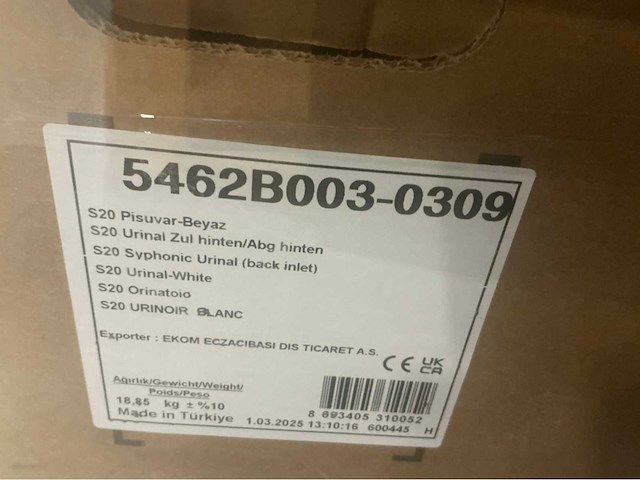 5462B003-0309
S20 Pisuvar-Beyaz
S20 Urinal Zul hinten/Abg hinten
S20 Syphonic Urinal (back inlet)
S20 Urinal-White
S20 Orinatoio
S20 URINOIR BLANC
Exporter : EKOM ECZACIBASI DIS TICARET A.S.
CE UK CA
Ağırlık/Gewicht/Weight/
Poids/Peso
18,85 kg ± %10
Made in Türkiye
8 693405 310052
1.03.2025 13:10:16 600445 H